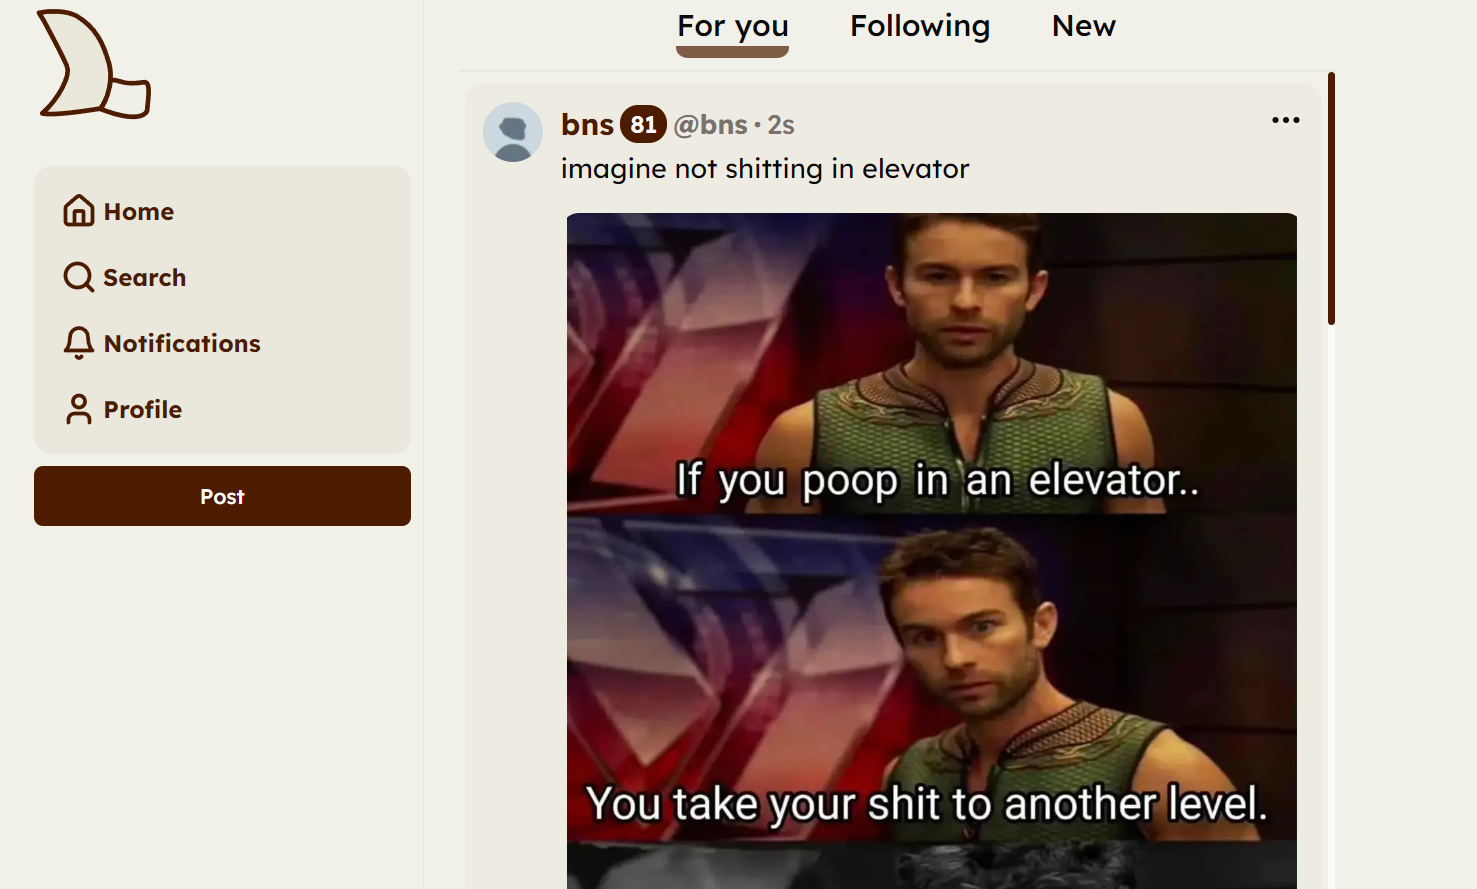 For you Following New
bns 81 @bns · 2s
imagine not shitting in elevator
Home
Search
Notifications
Profile
Post
If you poop in an elevator..
You take your shit to another level.